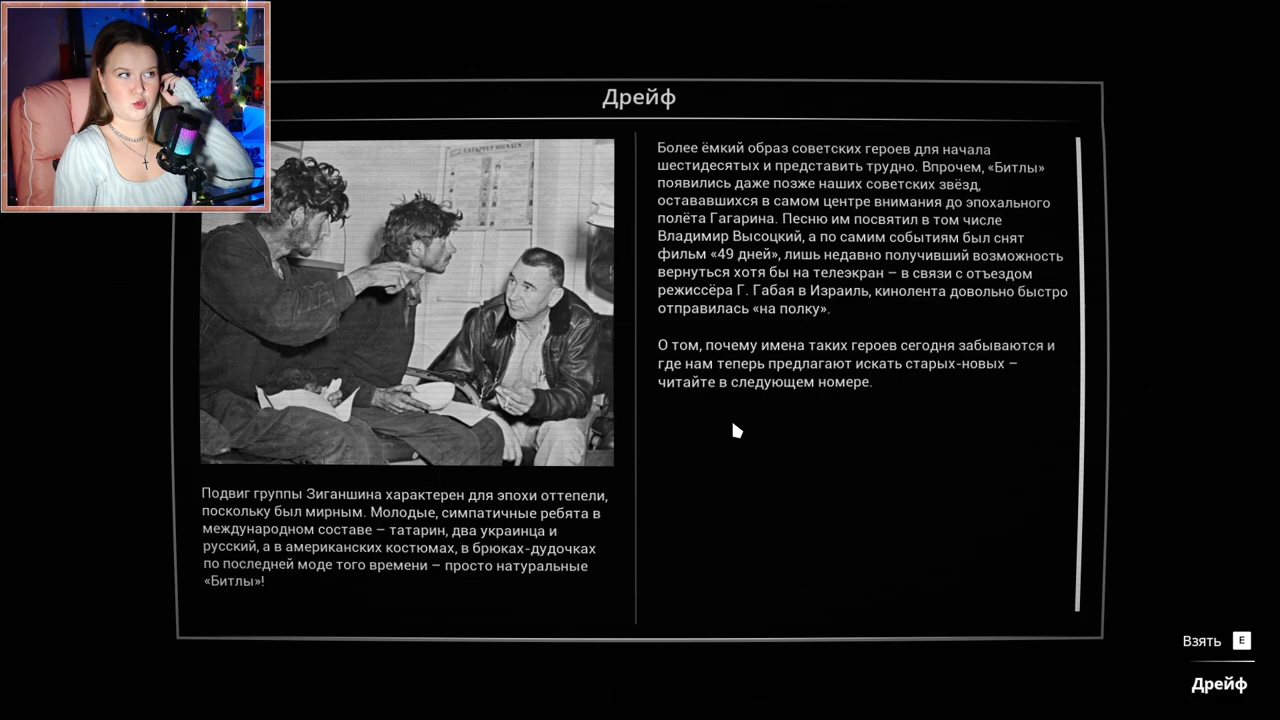 Дрейф
Подвиг группы Зиганшина характерен для эпохи оттепели,
поскольку был мирным. Молодые, симпатичные ребята в
международном составе – татарин, два украинца и
русский, а в американских костюмах, в брюках-дудочках
по последней моде того времени – просто натуральные
«Битлы»!
Более ёмкий образ советских героев для начала
шестидесятых и представить трудно. Впрочем, «Битлы»
появились даже позже наших советских звёзд,
остававшихся в самом центре внимания до эпохального
полёта Гагарина. Песню им посвятил в том числе
Владимир Высоцкий, а по самим событиям был снят
фильм «49 дней», лишь недавно получивший возможность
вернуться хотя бы на телеэкран – в связи с отъездом
режиссёра Г. Габая в Израиль, кинолента довольно быстро
отправилась «на полку».
О том, почему имена таких героев сегодня забываются и
где нам теперь предлагают искать старых-новых –
читайте в следующем номере.
Взять E
Дрейф